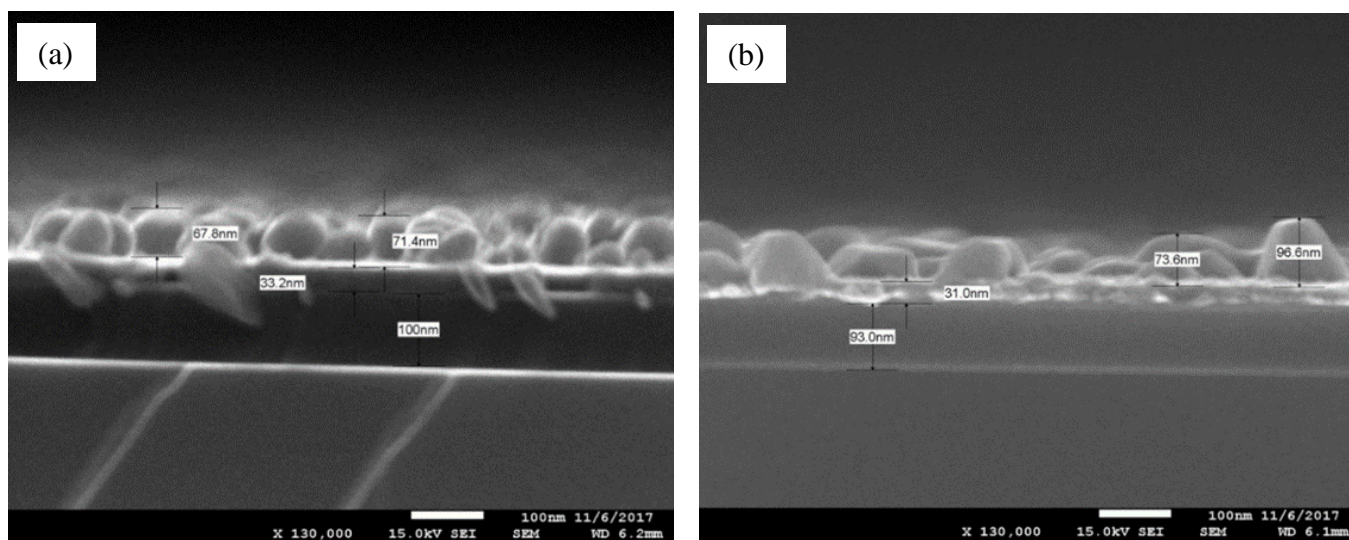 (a)
67.8nm
71.4nm
33.2nm
100nm
100nm 11/6/2017
X 130,000 15.0kV SEI SEM WD 6.2mm
(b)
96.6nm
73.6nm
31.0nm
93.0nm
100nm 11/6/2017
X 130,000 15.0kV SEI SEM WD 6.1mm